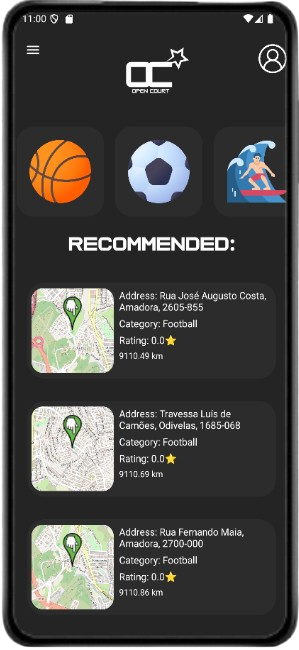 11:00
OC
OPEN COURT
RECOMMENDED:
Address: Rua José Augusto Costa,
Amadora, 2605-855
Category: Football
Rating: 0.0⭐
9110.49 km
Address: Travessa Luís de
Camões, Odivelas, 1685-068
Category: Football
Rating: 0.0⭐
9110.69 km
Address: Rua Fernando Maia,
Amadora, 2700-000
Category: Football
Rating: 0.0⭐
9110.86 km